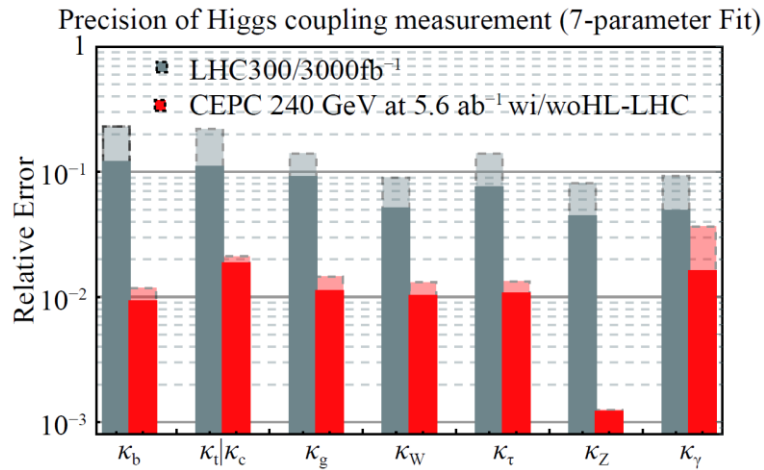 Precision of Higgs coupling measurement (7-parameter Fit)
LHC300/3000fb⁻¹
CEPC 240 GeV at 5.6 ab⁻¹ wi/woHL-LHC
Relative Error
1
10⁻¹
10⁻²
10⁻³
κb κt|κc κg κW κτ κZ κγ